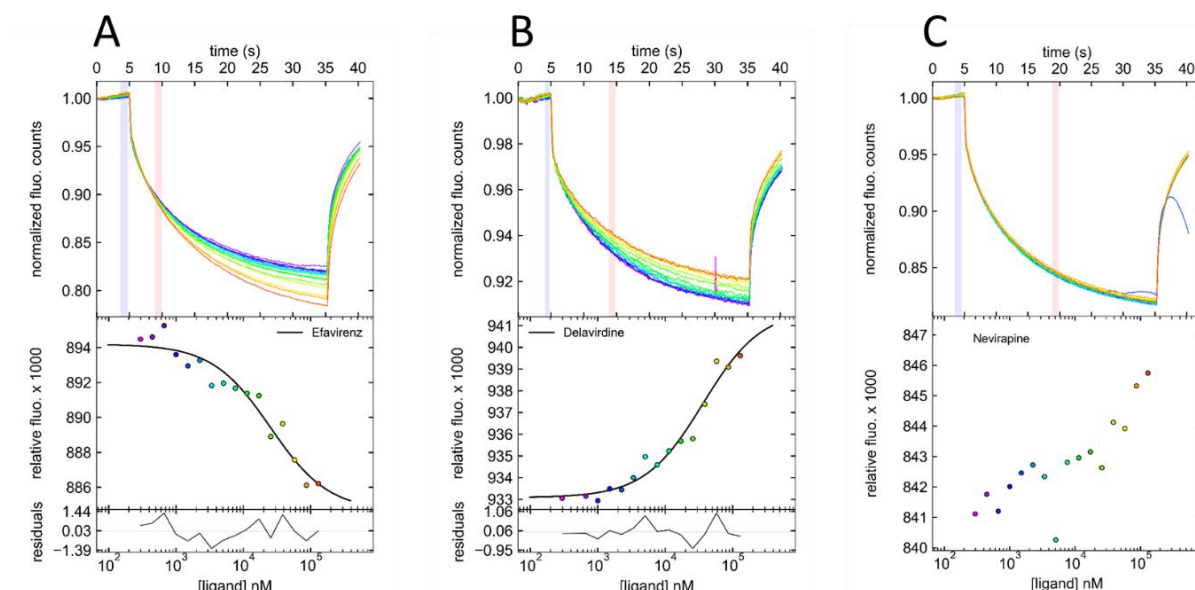 A
time (s)
0 5 10 15 20 25 30 35 40
normalized fluo. counts
1.00
0.95
0.90
0.85
0.80
Efavirenz
relative fluo. x 1000
894
892
890
888
886
residuals
1.44
0.03
-1.39
10² 10³ 10⁴ 10⁵
[ligand] nM
B
time (s)
0 5 10 15 20 25 30 35 40
normalized fluo. counts
1.00
0.98
0.96
0.94
0.92
Delavirdine
relative fluo. x 1000
941
940
939
938
937
936
935
934
933
residuals
1.06
0.06
-0.95
10² 10³ 10⁴ 10⁵
[ligand] nM
C
time (s)
0 5 10 15 20 25 30 35 40
normalized fluo. counts
1.00
0.95
0.90
0.85
Nevirapine
relative fluo. x 1000
847
846
845
844
843
842
841
840
10² 10³ 10⁴ 10⁵
[ligand] nM